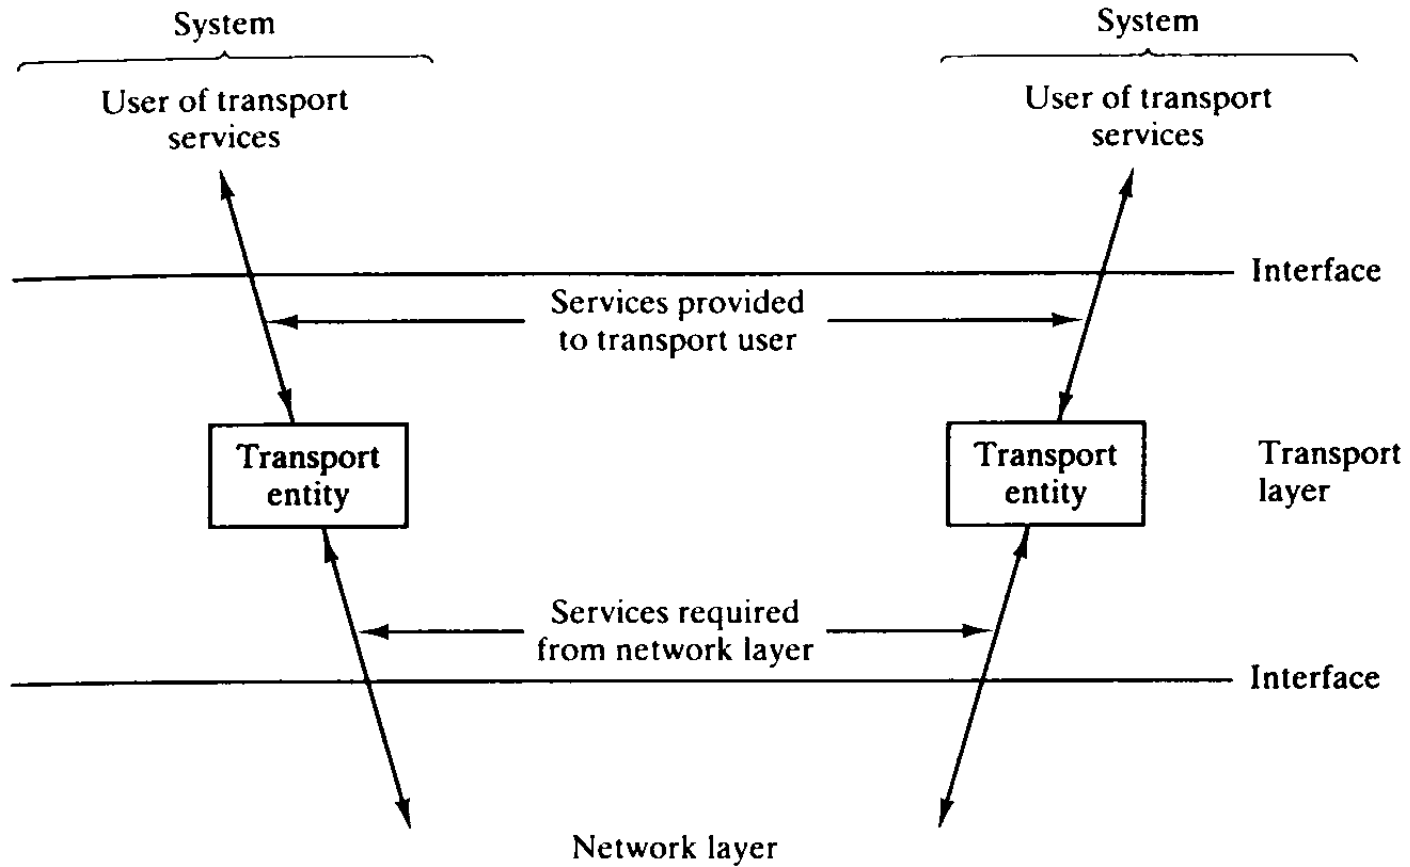 System
System
User of transport
services
User of transport
services
Interface
Services provided
to transport user
Transport
entity
Transport
entity
Transport
layer
Services required
from network layer
Interface
Network layer